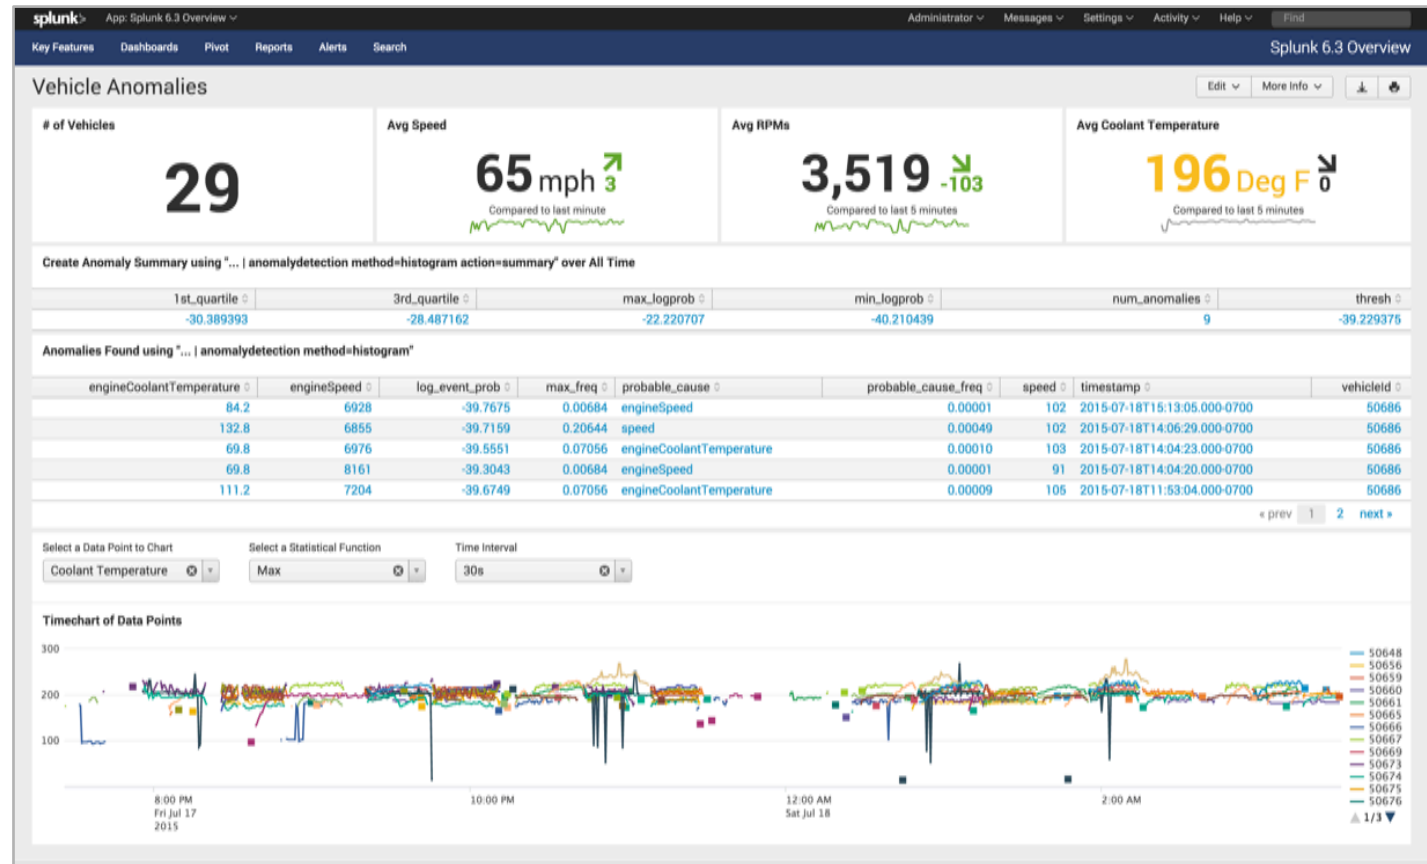 splunk> App: Splunk 6.3 Overview Administrator Messages Settings Activity Help Find
Key Features Dashboards Pivot Reports Alerts Search Splunk 6.3 Overview
Vehicle Anomalies Edit More Info
# of Vehicles Avg Speed Avg RPMs Avg Coolant Temperature
29 65 mph 3 3,519 -103 196 Deg F 0
Compared to last minute Compared to last 5 minutes Compared to last 5 minutes
Create Anomaly Summary using "... | anomalydetection method=histogram action=summary" over All Time
1st_quartile 3rd_quartile max_logprob min_logprob num_anomalies thresh
-30.389393 -28.487162 -22.220707 -40.210439 9 -39.229375
Anomalies Found using "... | anomalydetection method=histogram"
engineCoolantTemperature engineSpeed log_event_prob max_freq probable_cause probable_cause_freq speed timestamp vehicleId
84.2 6928 -39.7675 0.00684 engineSpeed 0.00001 102 2015-07-18T15:13:05.000-0700 50686
132.8 6855 -39.7159 0.20644 speed 0.00049 102 2015-07-18T14:06:29.000-0700 50686
69.8 6976 -39.5551 0.07056 engineCoolantTemperature 0.00010 103 2015-07-18T14:04:23.000-0700 50686
69.8 8161 -39.3043 0.00684 engineSpeed 0.00001 91 2015-07-18T14:04:20.000-0700 50686
111.2 7204 -39.6749 0.07056 engineCoolantTemperature 0.00009 105 2015-07-18T11:53:04.000-0700 50686
« prev 1 2 next »
Select a Data Point to Chart Select a Statistical Function Time Interval
Coolant Temperature Max 30s
Timechart of Data Points
300
200
100
8:00 PM 10:00 PM 12:00 AM 2:00 AM
Fri Jul 17 Sat Jul 18
2015
50648
50656
50659
50660
50661
50665
50666
50667
50669
50673
50674
50675
50676
1/3